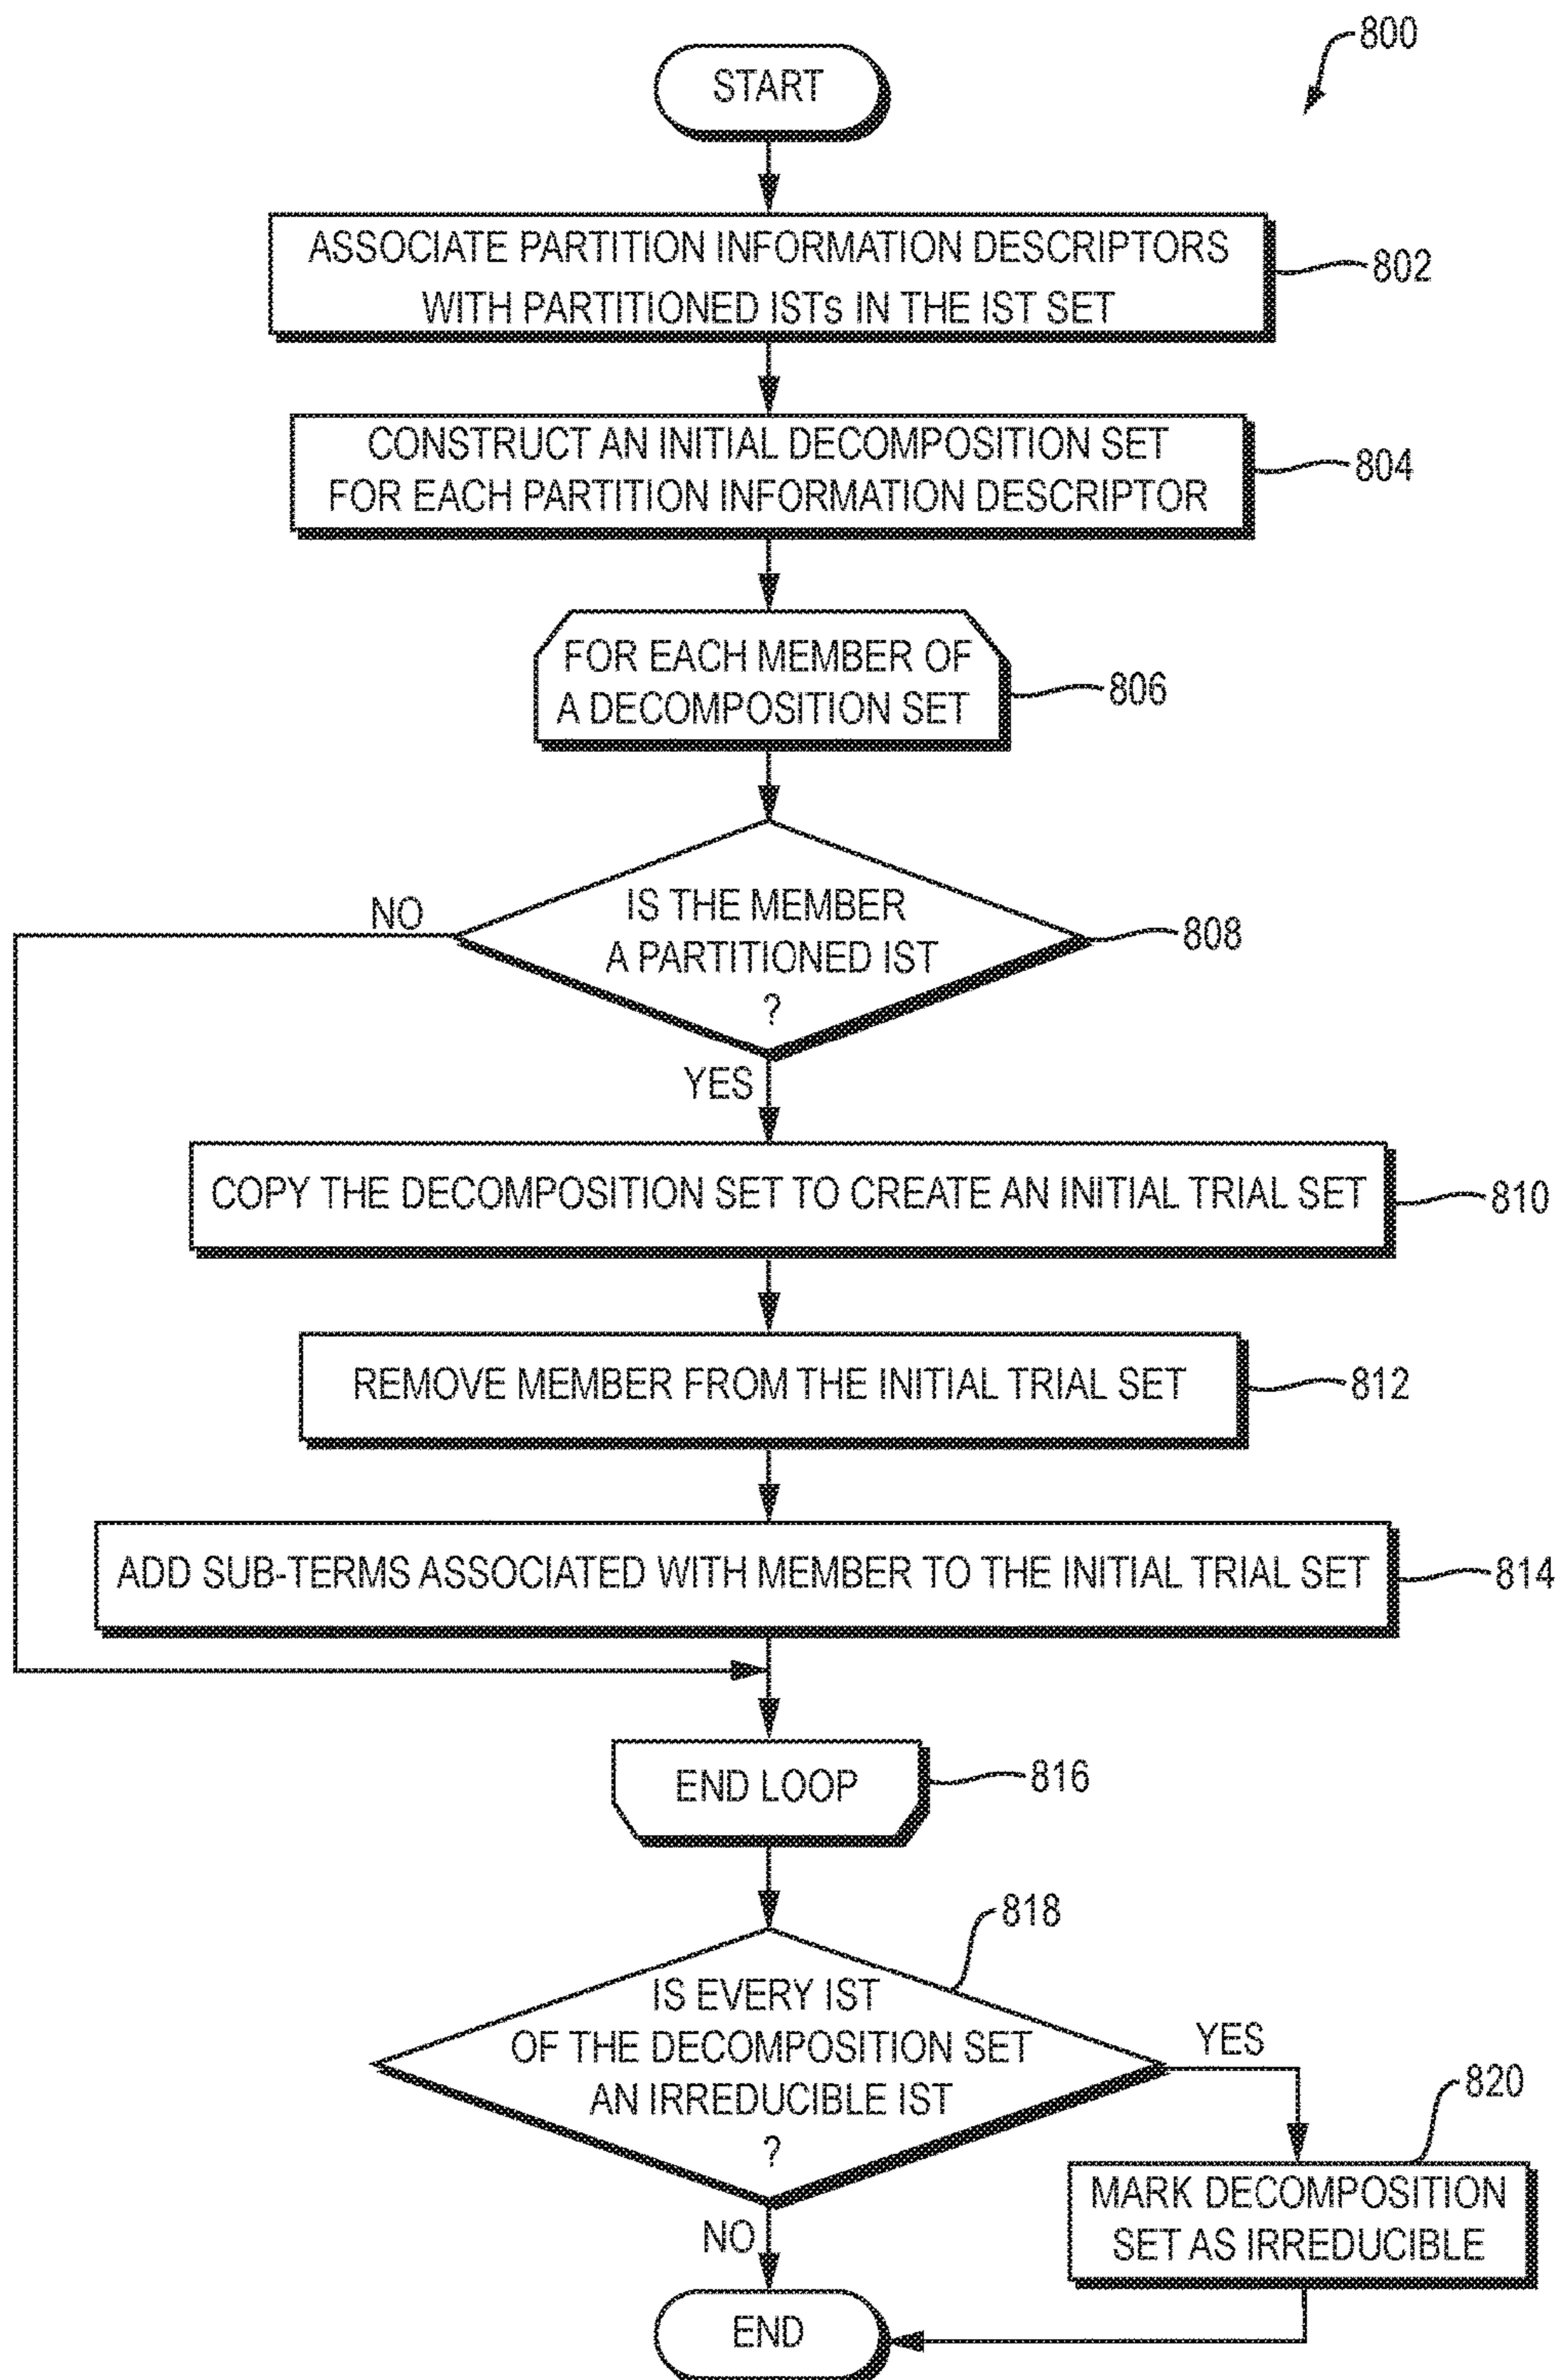 800
START
ASSOCIATE PARTITION INFORMATION DESCRIPTORS
WITH PARTITIONED ISTs IN THE IST SET
802
CONSTRUCT AN INITIAL DECOMPOSITION SET
FOR EACH PARTITION INFORMATION DESCRIPTOR
804
FOR EACH MEMBER OF
A DECOMPOSITION SET
806
NO
IS THE MEMBER
A PARTITIONED IST
?
808
YES
COPY THE DECOMPOSITION SET TO CREATE AN INITIAL TRIAL SET
810
REMOVE MEMBER FROM THE INITIAL TRIAL SET
812
ADD SUB-TERMS ASSOCIATED WITH MEMBER TO THE INITIAL TRIAL SET
814
END LOOP
816
818
IS EVERY IST
OF THE DECOMPOSITION SET
AN IRREDUCIBLE IST
?
YES
820
MARK DECOMPOSITION
SET AS IRREDUCIBLE
NO
END